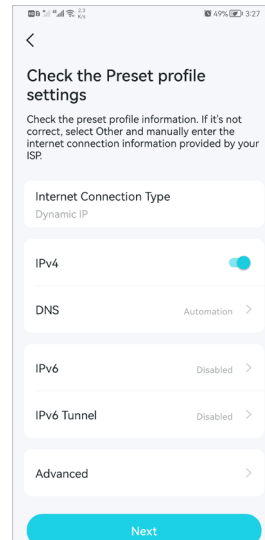 2.3
K/s
49% 3:27
Check the Preset profile
settings
Check the preset profile information. If it's not
correct, select Other and manually enter the
internet connection information provided by your
ISP.
Internet Connection Type
Dynamic IP
IPv4
DNS Automation
IPv6 Disabled
IPv6 Tunnel Disabled
Advanced
Next